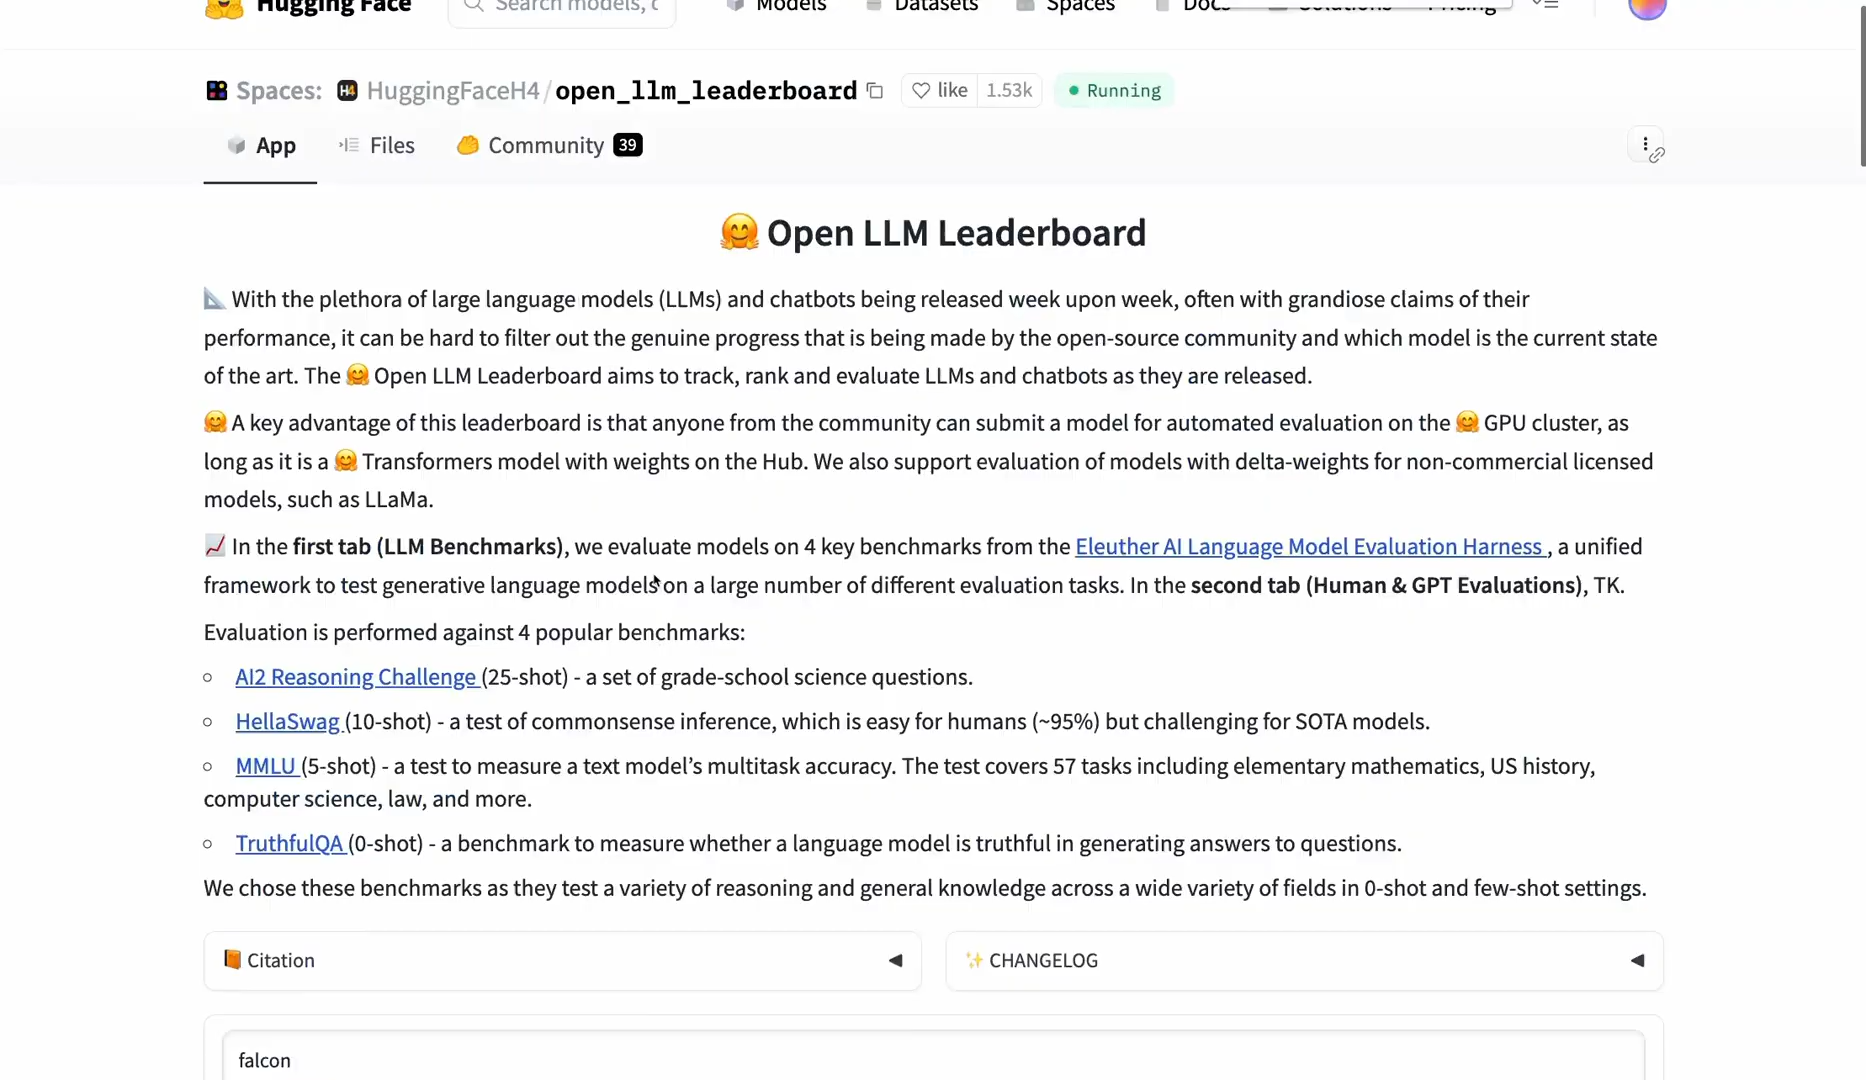 Hugging Face Search models, Models Datasets Spaces Docs Solutions Pricing
Spaces: H4 HuggingFaceH4/open_llm_leaderboard like 1.53k Running
App Files Community 39
🤗 Open LLM Leaderboard
📐 With the plethora of large language models (LLMs) and chatbots being released week upon week, often with grandiose claims of their
performance, it can be hard to filter out the genuine progress that is being made by the open-source community and which model is the current state
of the art. The 🤗 Open LLM Leaderboard aims to track, rank and evaluate LLMs and chatbots as they are released.
🤗 A key advantage of this leaderboard is that anyone from the community can submit a model for automated evaluation on the 🤗 GPU cluster, as
long as it is a 🤗 Transformers model with weights on the Hub. We also support evaluation of models with delta-weights for non-commercial licensed
models, such as LLaMa.
📈 In the first tab (LLM Benchmarks), we evaluate models on 4 key benchmarks from the Eleuther AI Language Model Evaluation Harness , a unified
framework to test generative language models on a large number of different evaluation tasks. In the second tab (Human & GPT Evaluations), TK.
Evaluation is performed against 4 popular benchmarks:
AI2 Reasoning Challenge (25-shot) - a set of grade-school science questions.
HellaSwag (10-shot) - a test of commonsense inference, which is easy for humans (~95%) but challenging for SOTA models.
MMLU (5-shot) - a test to measure a text model’s multitask accuracy. The test covers 57 tasks including elementary mathematics, US history,
computer science, law, and more.
TruthfulQA (0-shot) - a benchmark to measure whether a language model is truthful in generating answers to questions.
We chose these benchmarks as they test a variety of reasoning and general knowledge across a wide variety of fields in 0-shot and few-shot settings.
📙 Citation ◀ ✨ CHANGELOG ◀
falcon